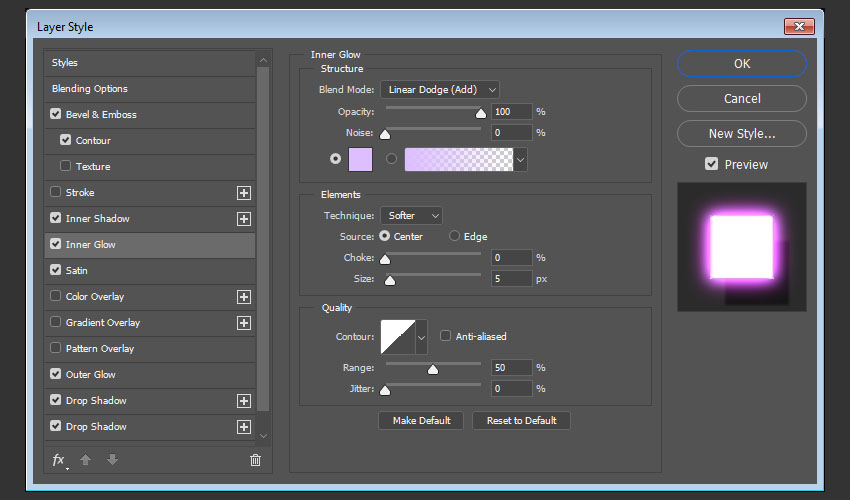 Layer Style
Styles
Blending Options
Bevel & Emboss
Contour
Texture
Stroke
Inner Shadow
Inner Glow
Satin
Color Overlay
Gradient Overlay
Pattern Overlay
Outer Glow
Drop Shadow
Drop Shadow
fx
Inner Glow
Structure
Blend Mode: Linear Dodge (Add)
Opacity: 100 %
Noise: 0 %
Elements
Technique: Softer
Source: Center Edge
Choke: 0 %
Size: 5 px
Quality
Contour: Anti-aliased
Range: 50 %
Jitter: 0 %
Make Default Reset to Default
OK
Cancel
New Style...
Preview